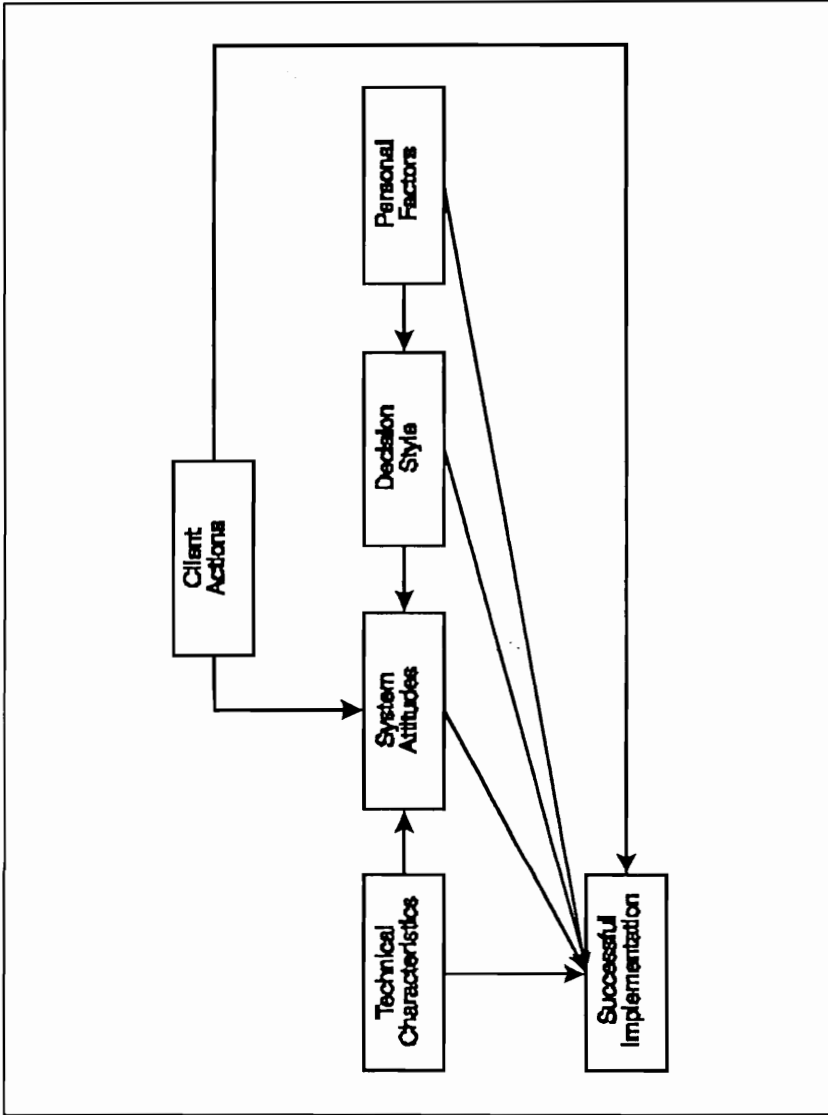 Client
Actions
Technical
Characteristics
System
Attitudes
Decision
Style
Personal
Factors
Successful
Implementation